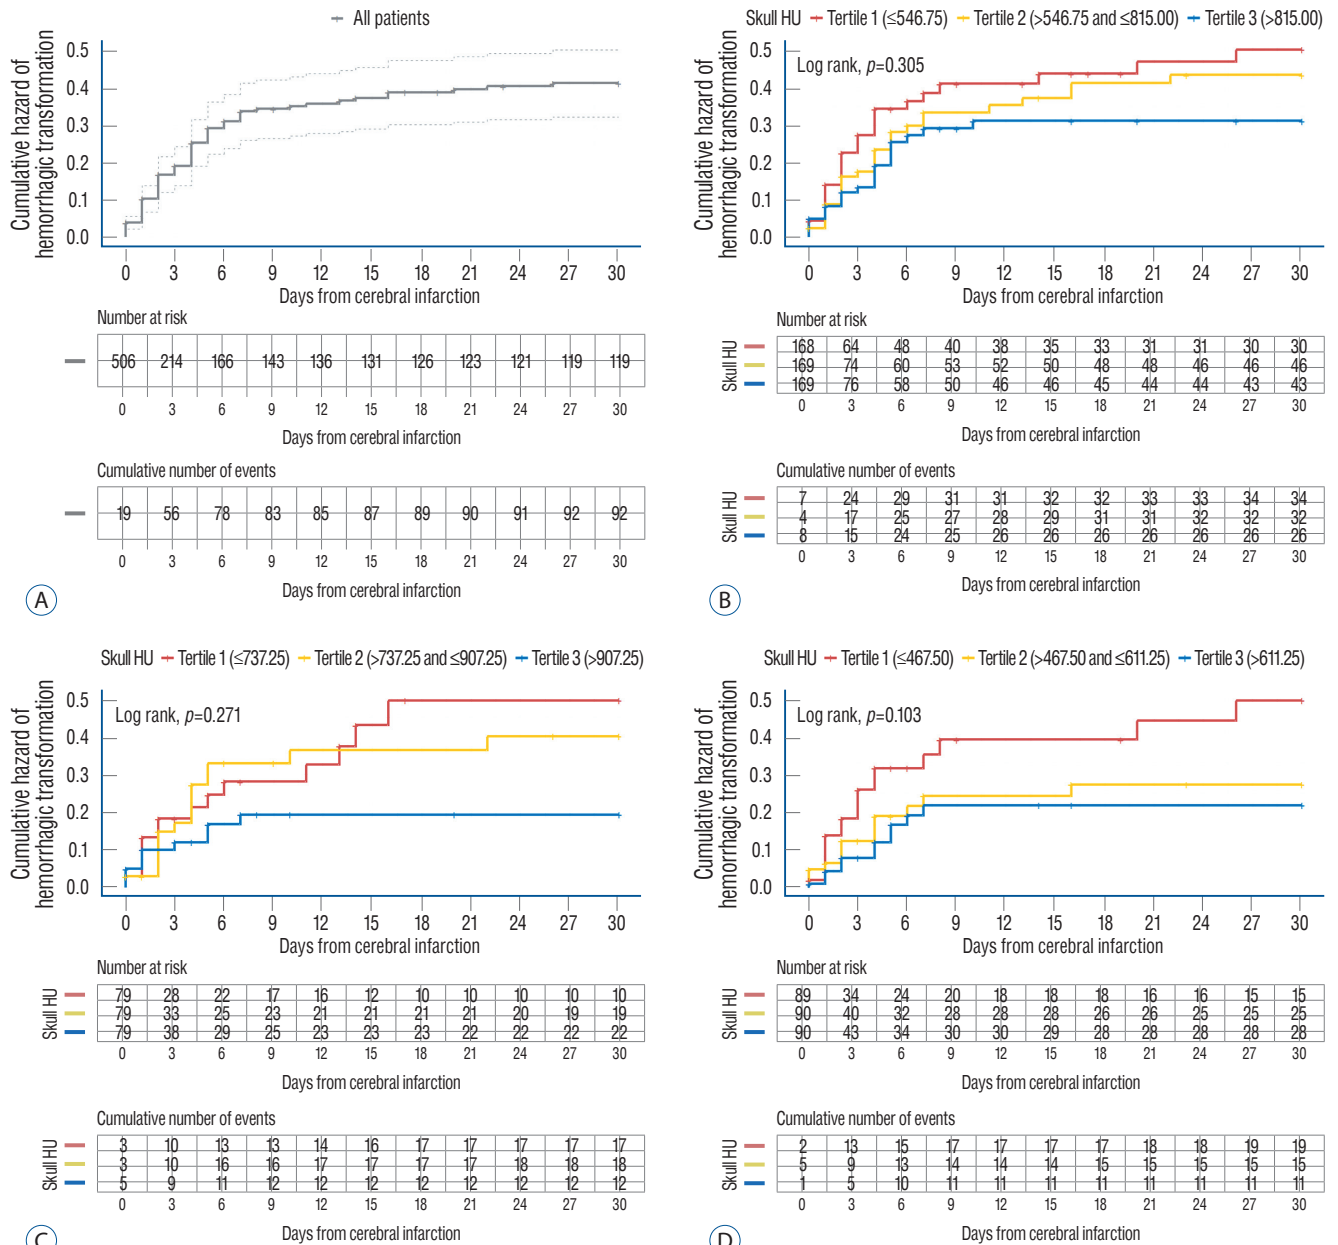 All patients
Cumulative hazard of
hemorrhagic transformation
0.5
0.4
0.3
0.2
0.1
0.0
0 3 6 9 12 15 18 21 24 27 30
Days from cerebral infarction
Number at risk
506 214 166 143 136 131 126 123 121 119 119
0 3 6 9 12 15 18 21 24 27 30
Days from cerebral infarction
Cumulative number of events
19 56 78 83 85 87 89 90 91 92 92
0 3 6 9 12 15 18 21 24 27 30
Days from cerebral infarction
A
Skull HU Tertile 1 (≤546.75) Tertile 2 (>546.75 and ≤815.00) Tertile 3 (>815.00)
Log rank, p=0.305
Cumulative hazard of
hemorrhagic transformation
0.5
0.4
0.3
0.2
0.1
0.0
0 3 6 9 12 15 18 21 24 27 30
Days from cerebral infarction
Number at risk
Skull HU
168 64 48 40 38 35 33 31 31 30 30
169 74 60 53 52 50 48 48 46 46 46
169 76 58 50 46 46 45 44 44 43 43
0 3 6 9 12 15 18 21 24 27 30
Days from cerebral infarction
Cumulative number of events
Skull HU
7 24 29 31 31 32 32 33 33 34 34
4 17 25 27 28 29 31 31 32 32 32
8 15 24 25 26 26 26 26 26 26 26
0 3 6 9 12 15 18 21 24 27 30
Days from cerebral infarction
B
Skull HU Tertile 1 (≤737.25) Tertile 2 (>737.25 and ≤907.25) Tertile 3 (>907.25)
Log rank, p=0.271
Cumulative hazard of
hemorrhagic transformation
0.5
0.4
0.3
0.2
0.1
0.0
0 3 6 9 12 15 18 21 24 27 30
Days from cerebral infarction
Number at risk
Skull HU
79 28 22 17 16 12 10 10 10 10 10
79 33 25 23 21 21 21 21 20 19 19
79 38 29 25 23 23 23 22 22 22 22
0 3 6 9 12 15 18 21 24 27 30
Days from cerebral infarction
Cumulative number of events
Skull HU
3 10 13 13 14 16 17 17 17 17 17
3 10 16 16 17 17 17 17 18 18 18
5 9 11 12 12 12 12 12 12 12 12
0 3 6 9 12 15 18 21 24 27 30
Days from cerebral infarction
C
Skull HU Tertile 1 (≤467.50) Tertile 2 (>467.50 and ≤611.25) Tertile 3 (>611.25)
Log rank, p=0.103
Cumulative hazard of
hemorrhagic transformation
0.5
0.4
0.3
0.2
0.1
0.0
0 3 6 9 12 15 18 21 24 27 30
Days from cerebral infarction
Number at risk
Skull HU
89 34 24 20 18 18 18 16 16 15 15
90 40 32 28 28 28 26 26 25 25 25
90 43 34 30 30 29 28 28 28 28 28
0 3 6 9 12 15 18 21 24 27 30
Days from cerebral infarction
Cumulative number of events
Skull HU
2 13 15 17 17 17 17 18 18 19 19
5 9 13 14 14 14 15 15 15 15 15
1 5 10 11 11 11 11 11 11 11 11
0 3 6 9 12 15 18 21 24 27 30
Days from cerebral infarction
D